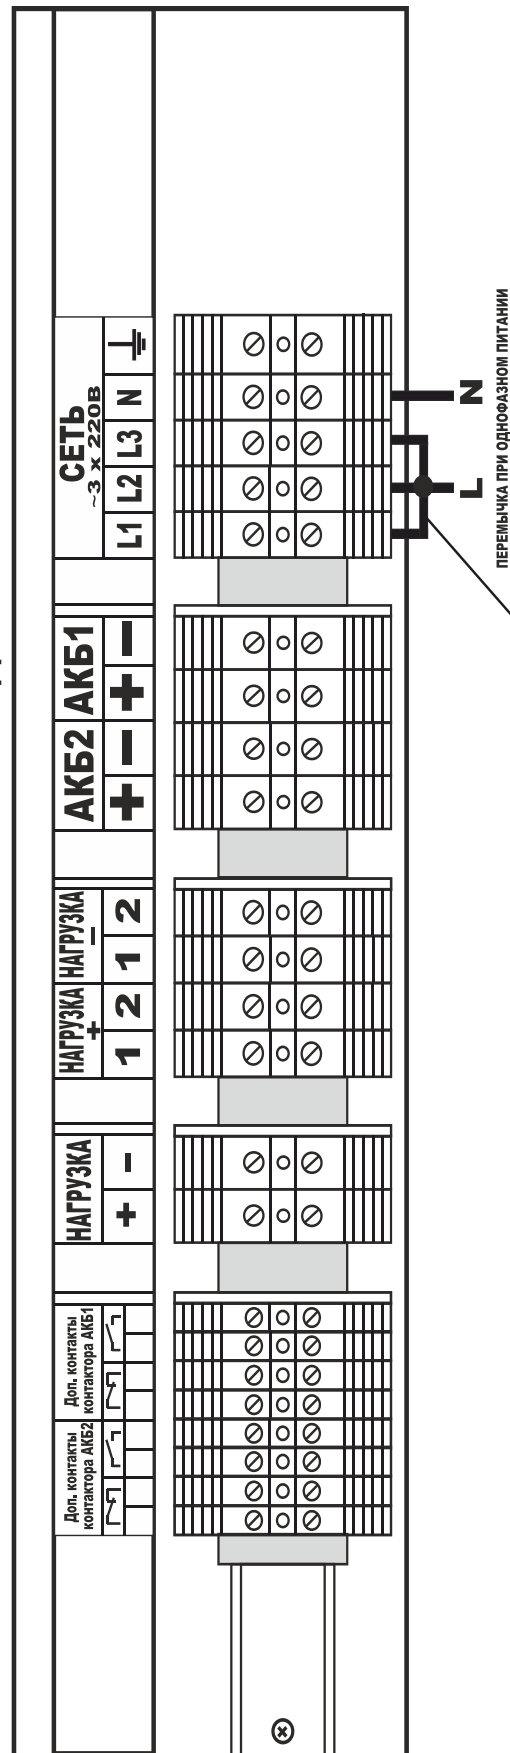 СЕТЬ
~3 x 220В
L1 L2 L3 N
N
L
ПЕРЕМЫЧКА ПРИ ОДНОФАЗНОМ ПИТАНИИ
АКБ2 АКБ1
+ − + −
НАГРУЗКА
+
НАГРУЗКА
−
1 2 1 2
НАГРУЗКА
+ −
Доп. контакты
контактора АКБ2
Доп. контакты
контактора АКБ1